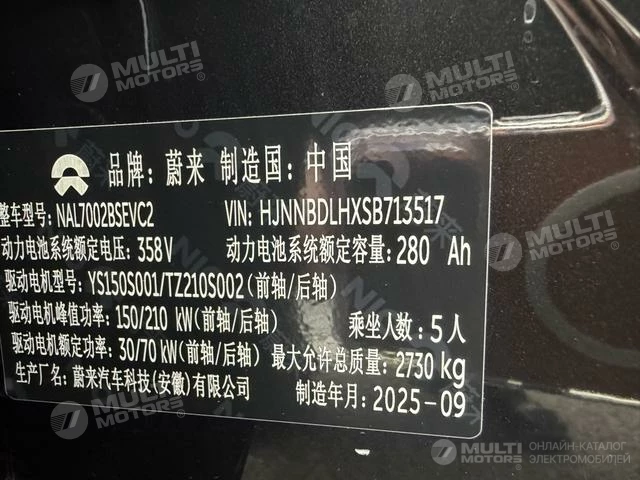 MULTI MOTORS®
MULTI MOTORS®
品牌:蔚来 制造国:中国
整车型号:NAL7002BSEVC2 VIN:HJNNBDLHXSB713517
动力电池系统额定电压:358V 动力电池系统额定容量:280 Ah
驱动电机型号:YS150S001/TZ210S002(前轴/后轴)
驱动电机峰值功率:150/210 kW(前轴/后轴) 乘坐人数:5人
驱动电机额定功率:30/70 kW(前轴/后轴) 最大允许总质量:2730 kg
生产厂名:蔚来汽车科技(安徽)有限公司 制造年月:2025-09
MULTI MOTORS®
MULTI MOTORS®
MULTI MOTORS® ОНЛАЙН-КАТАЛОГ ЭЛЕКТРОМОБИЛЕЙ